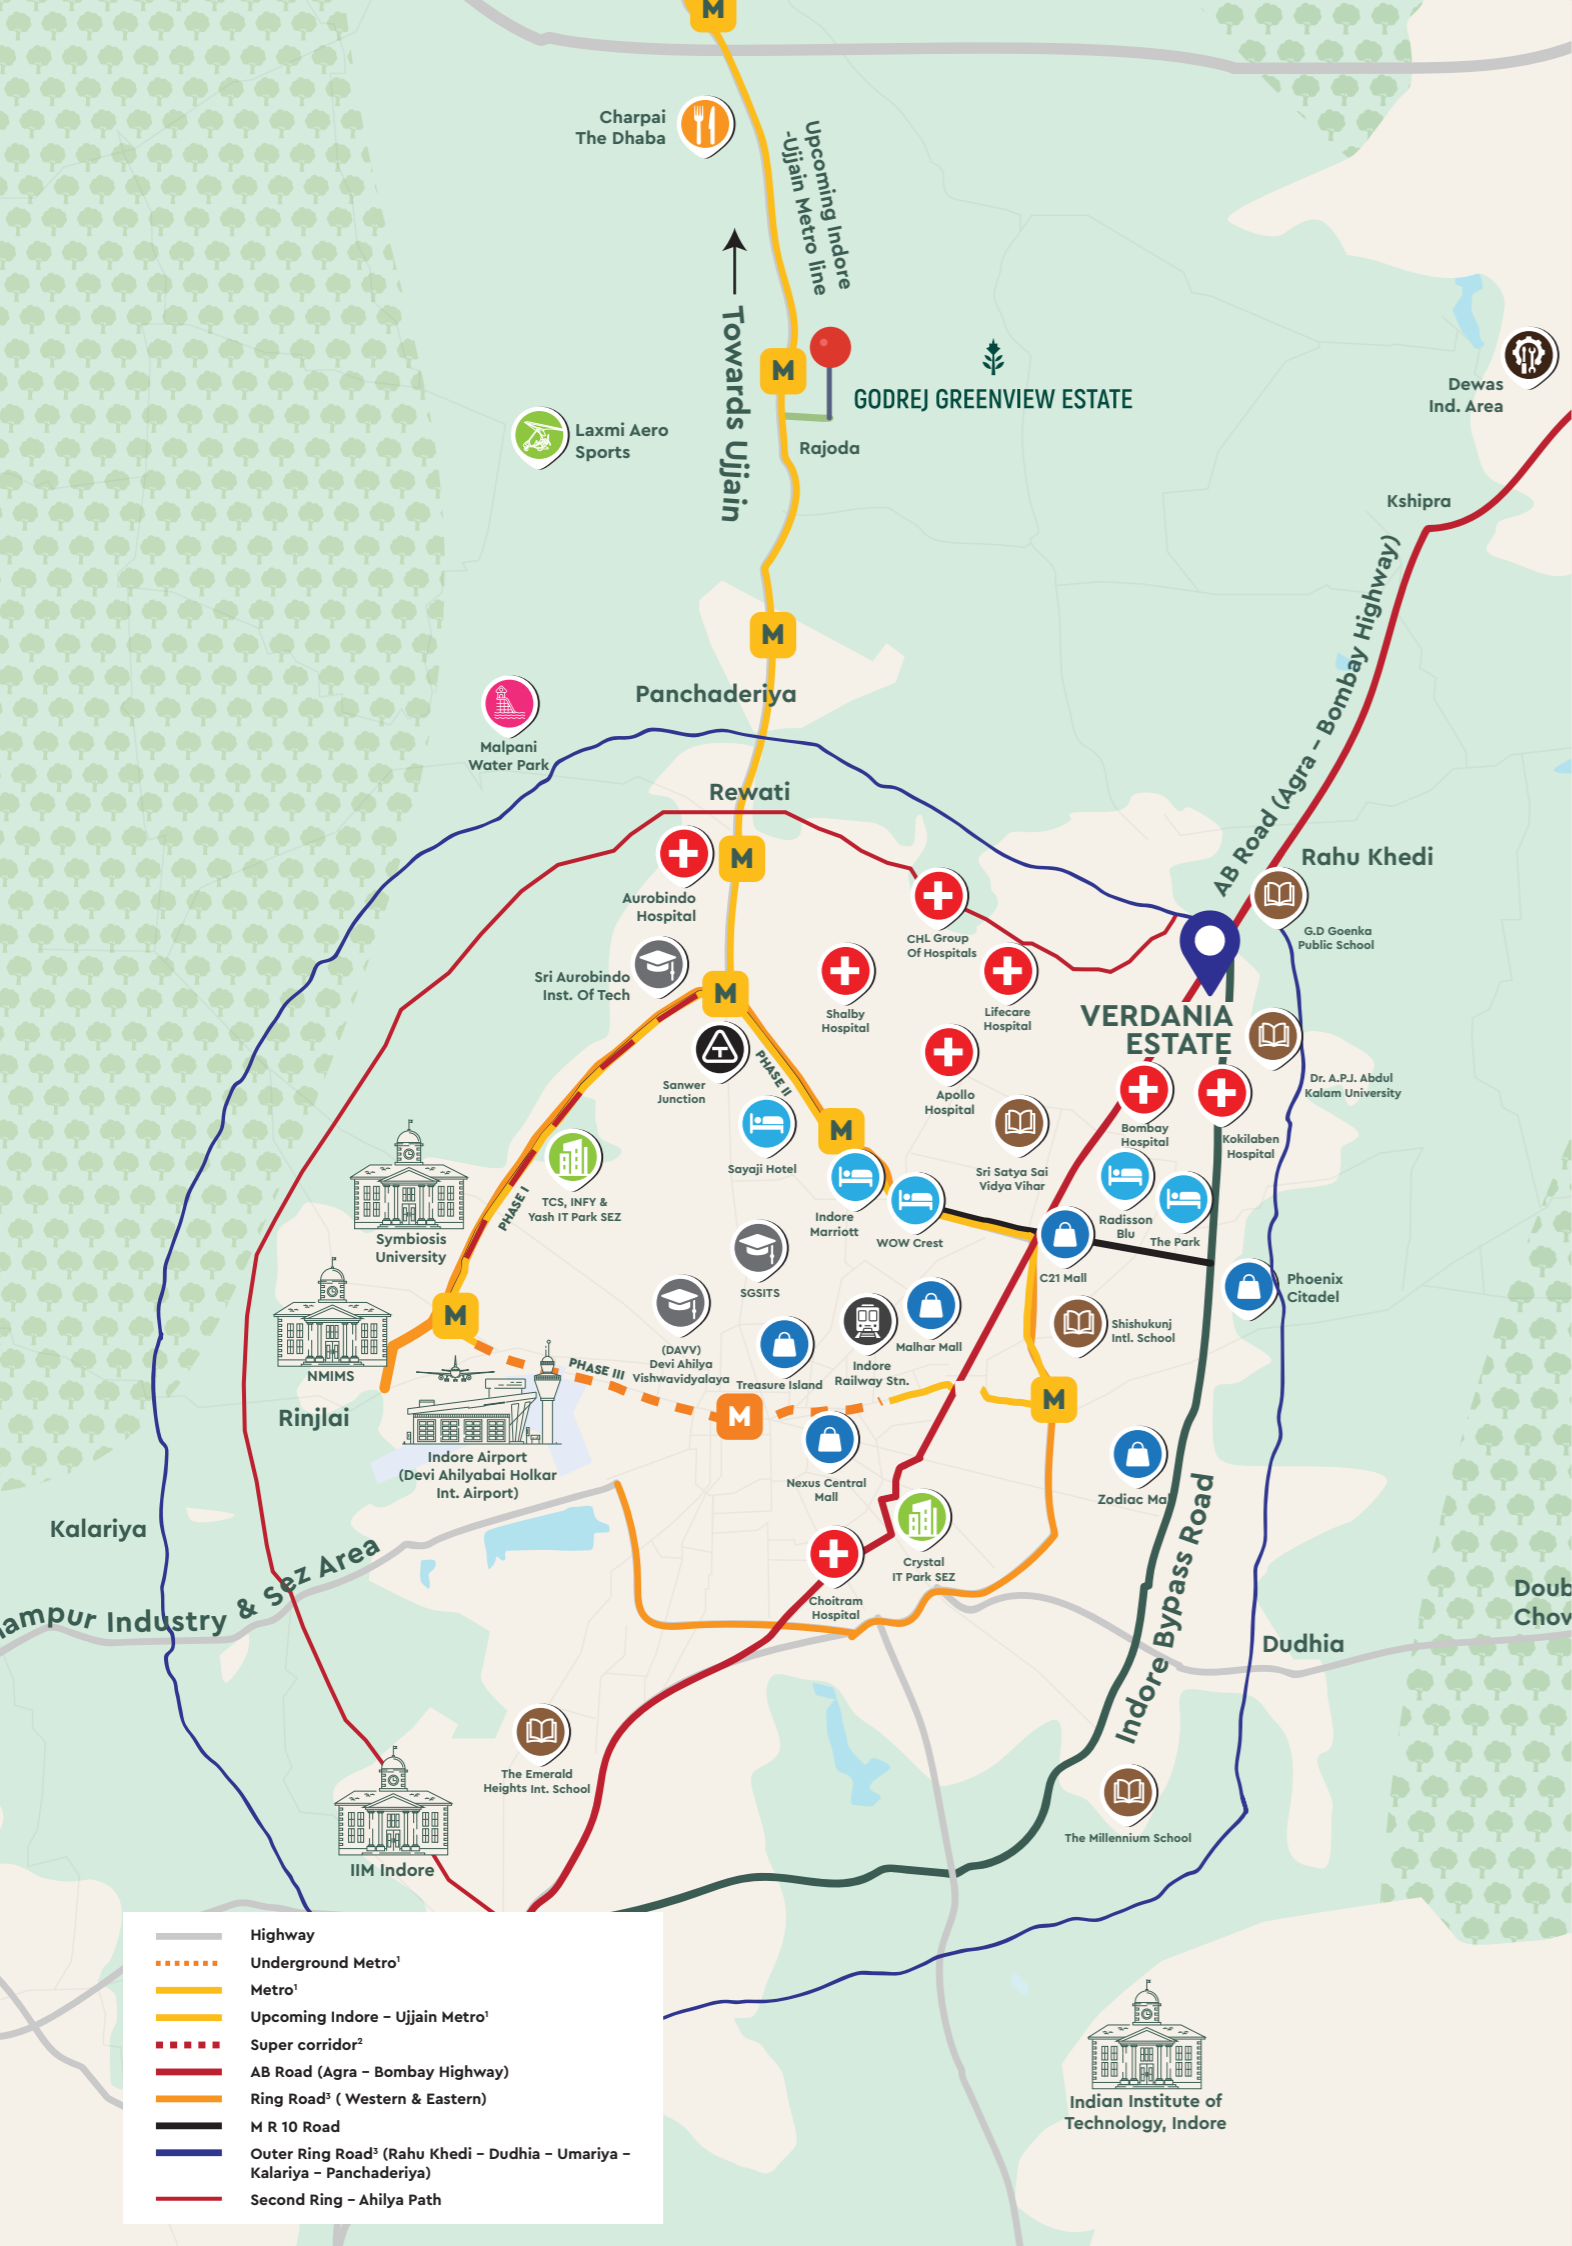 M
Charpai
The Dhaba
Upcoming Indore
-Ujjain Metro line
Towards Ujjain
M
GODREJ GREENVIEW ESTATE
Rajoda
Laxmi Aero
Sports
Dewas
Ind. Area
Kshipra
AB Road (Agra – Bombay Highway)
M
Panchaderiya
Malpani
Water Park
Rewati
M
Aurobindo
Hospital
Rahu Khedi
G.D Goenka
Public School
CHL Group
Of Hospitals
Sri Aurobindo
Inst. Of Tech
M
Shalby
Hospital
Lifecare
Hospital
VERDANIA
ESTATE
Sanwer
Junction
PHASE II
Apollo
Hospital
Dr. A.P.J. Abdul
Kalam University
Bombay
Hospital
Kokilaben
Hospital
M
Sayaji Hotel
Sri Satya Sai
Vidya Vihar
TCS, INFY &
Yash IT Park SEZ
PHASE I
Symbiosis
University
Indore
Marriott
WOW Crest
Radisson
Blu
The Park
C21 Mall
SGSITS
Phoenix
Citadel
M
Shishukunj
Intl. School
NMIMS
(DAVV)
Devi Ahilya
Vishwavidyalaya
Treasure Island
Indore
Railway Stn.
Malhar Mall
PHASE III
M
M
Rinjlai
Indore Airport
(Devi Ahilyabai Holkar
Int. Airport)
Nexus Central
Mall
Zodiac Ma
Kalariya
ampur Industry & Sez Area
Crystal
IT Park SEZ
Choitram
Hospital
Indore Bypass Road
Doub
Chow
Dudhia
The Emerald
Heights Int. School
The Millennium School
IIM Indore
Indian Institute of
Technology, Indore
Highway
Underground Metro¹
Metro¹
Upcoming Indore – Ujjain Metro¹
Super corridor²
AB Road (Agra – Bombay Highway)
Ring Road³ ( Western & Eastern)
M R 10 Road
Outer Ring Road³ (Rahu Khedi – Dudhia – Umariya –
Kalariya – Panchaderiya)
Second Ring – Ahilya Path